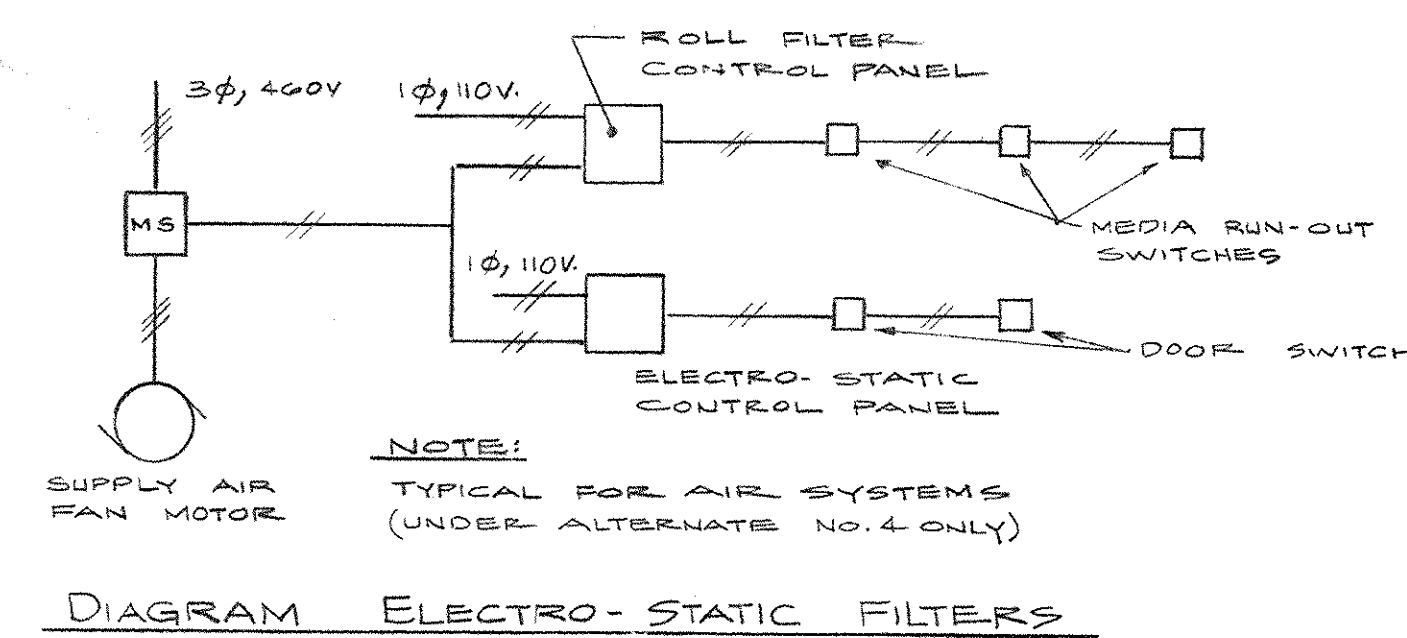 ROLL FILTER
CONTROL PANEL
3φ, 460V
1φ, 110V.
MS
MEDIA RUN-OUT
SWITCHES
1φ, 110V.
DOOR SWITCH
ELECTRO-STATIC
CONTROL PANEL
NOTE:
TYPICAL FOR AIR SYSTEMS
(UNDER ALTERNATE NO. 4 ONLY)
SUPPLY AIR
FAN MOTOR
DIAGRAM ELECTRO-STATIC FILTERS